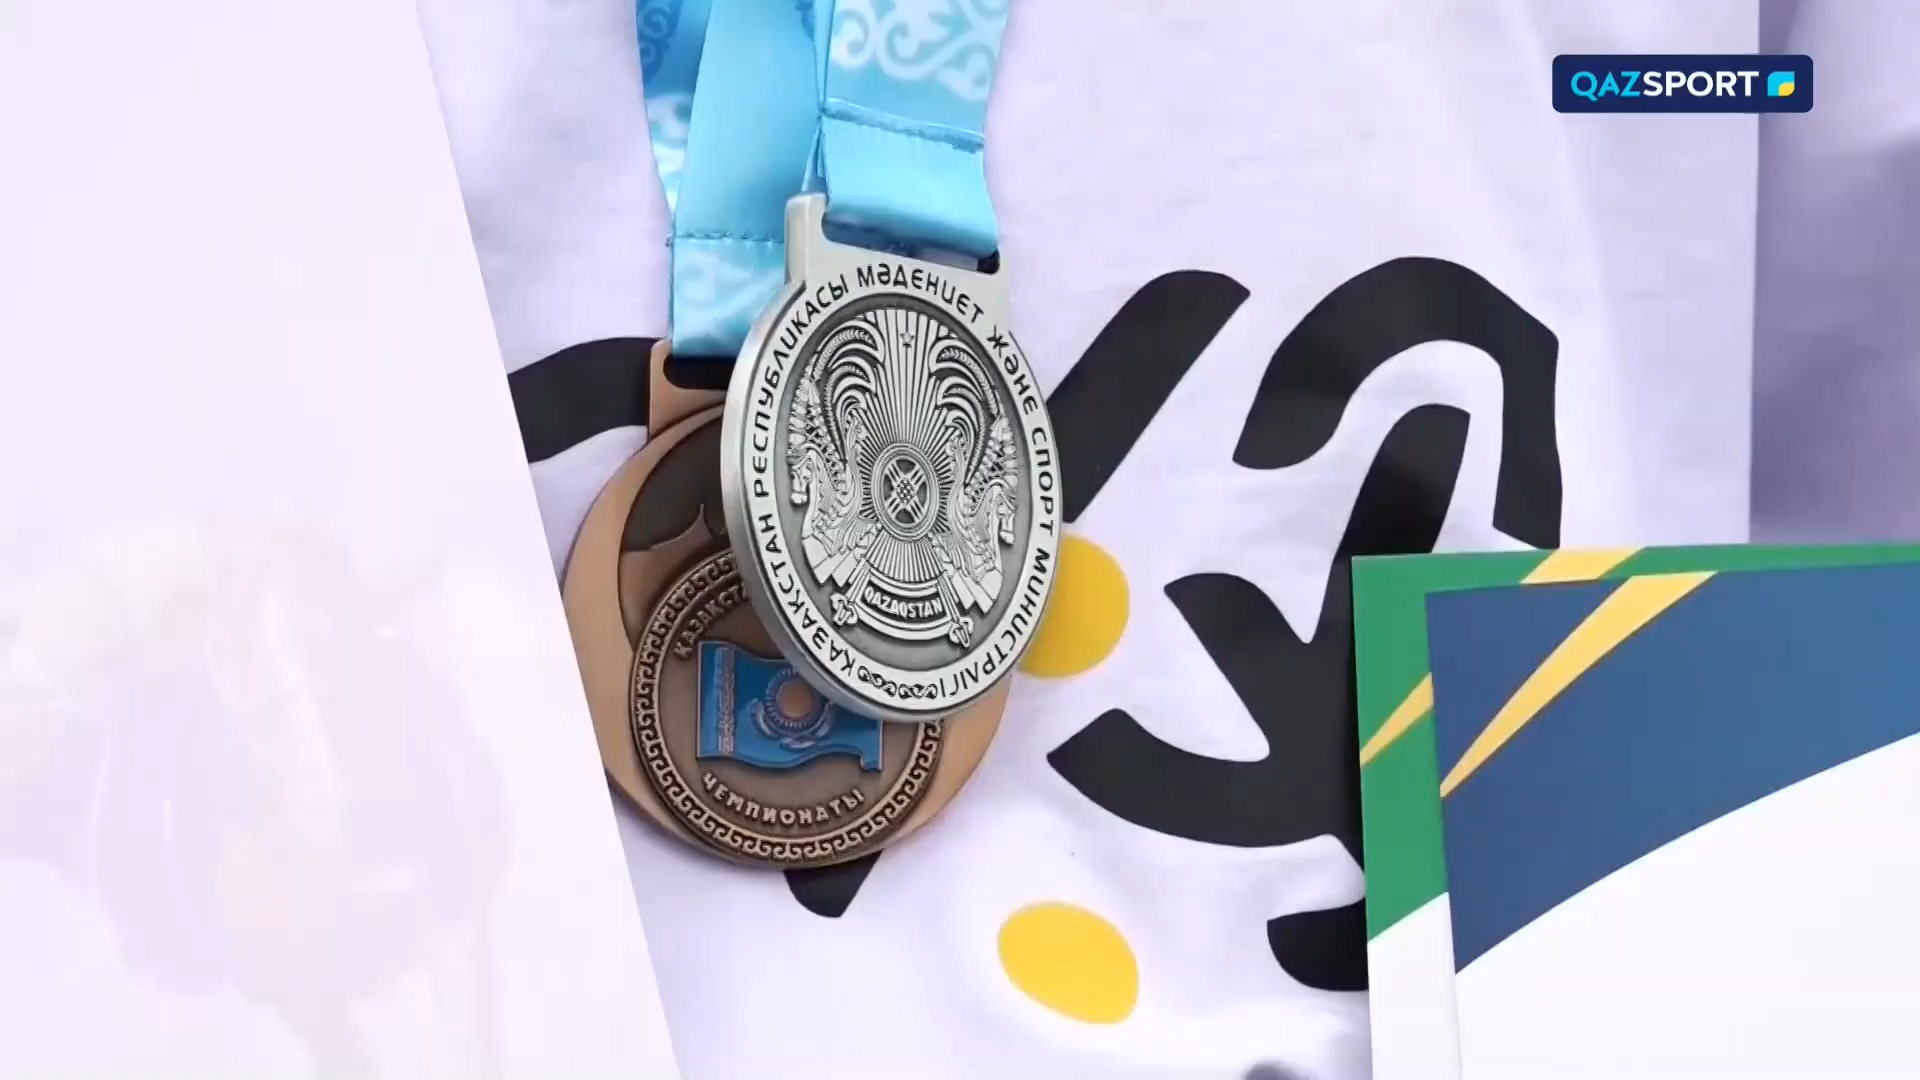 QAZSPORT
ҚАЗАҚСТАН РЕСПУБЛИКАСЫ МӘДЕНИЕТ ЖӘНЕ СПОРТ МИНИСТРЛІГІ
QAZAQSTAN
ЧЕМПИОНАТЫ